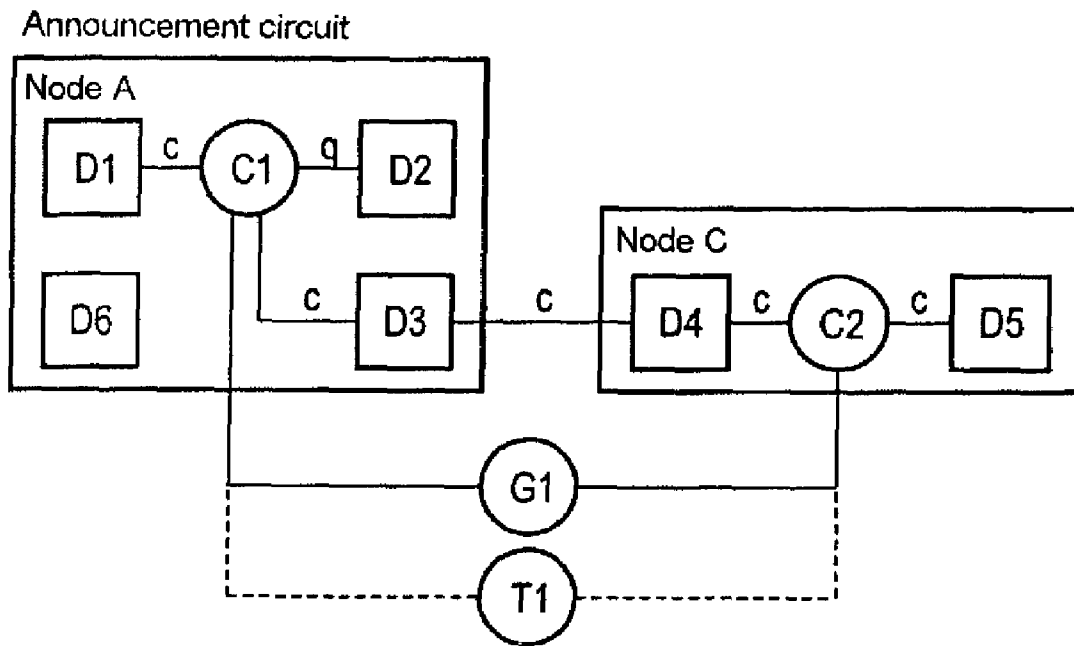 Announcement circuit
Node A
D1 c C1 q D2
Node C
D6 c D3 c D4 c C2 c D5
G1
T1